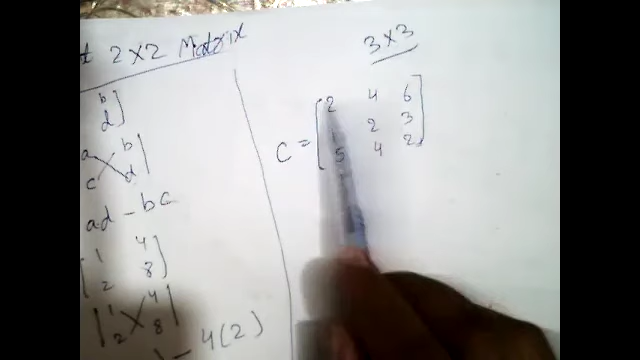 2x2 Matrix
b
d]
a b
c d|
ad - bc
[1 4
2 8]
|1 4
2 8|
- 4(2)
3x3
C = [2 4 6
1 2 3
5 4 2]